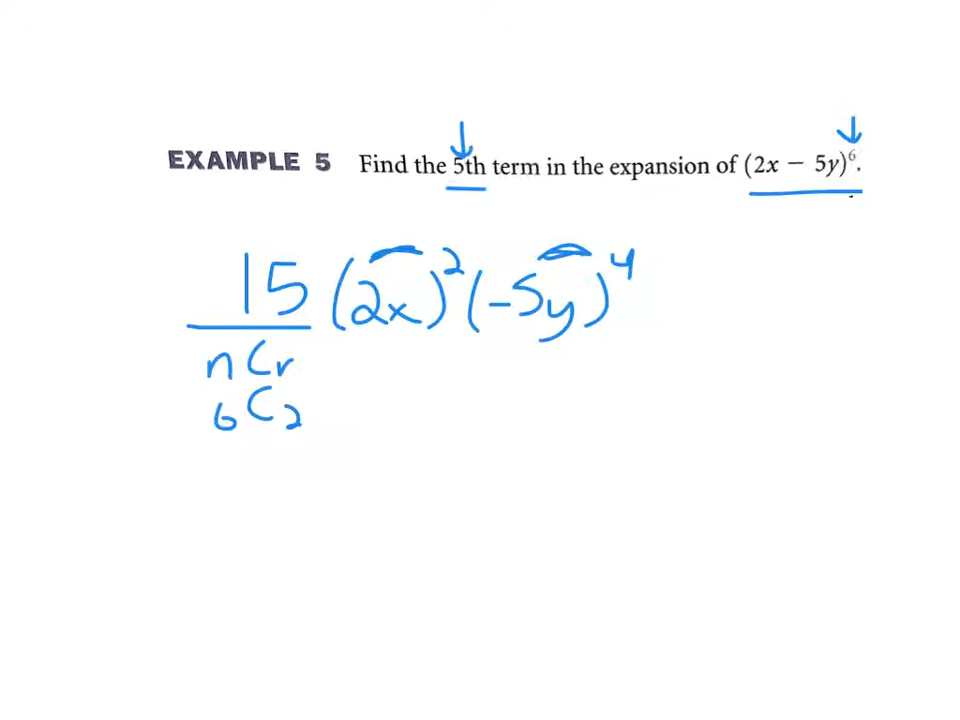 EXAMPLE 5 Find the 5th term in the expansion of (2x − 5y)⁶.
15 (2x)² (-5y)⁴
nCr
6C2